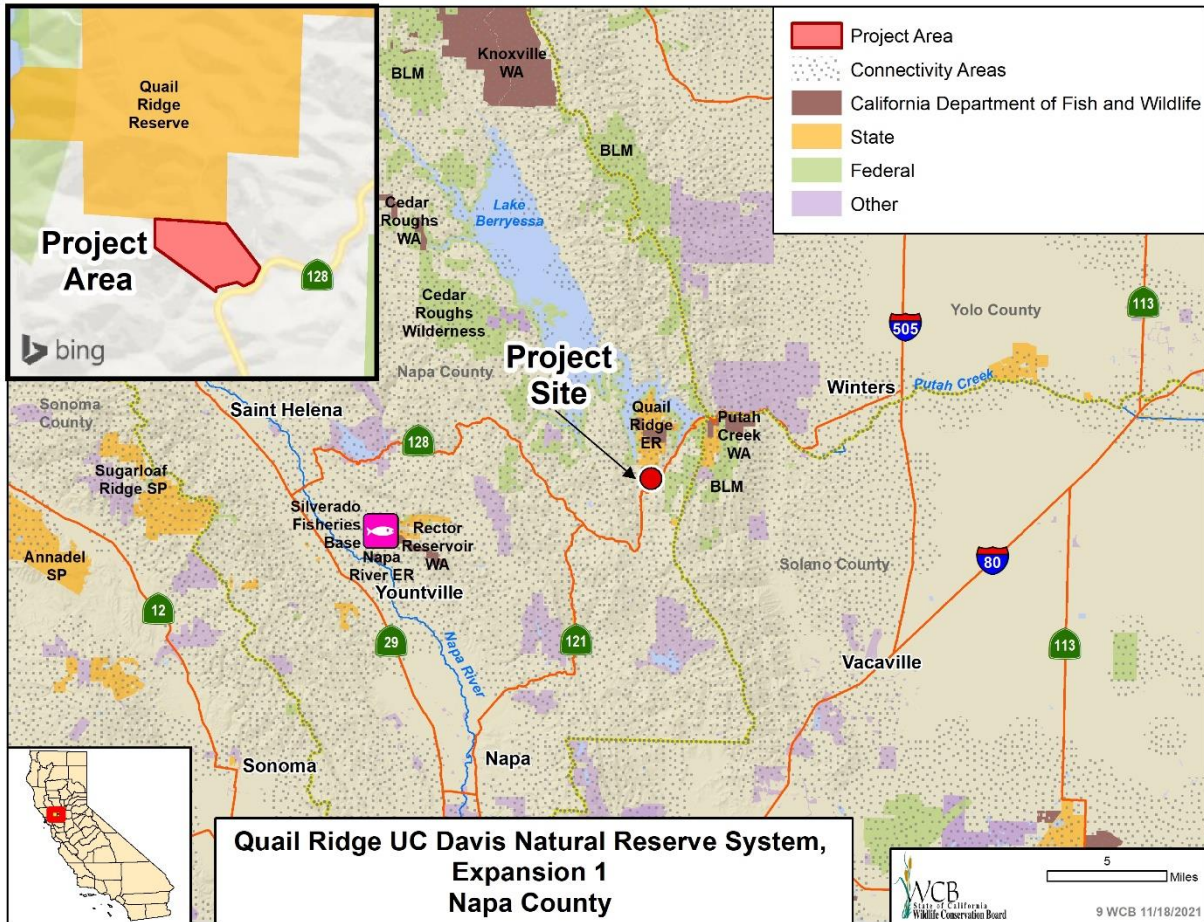 Quail
Ridge
Reserve
Project
Area
128
bing
Project Area
Connectivity Areas
California Department of Fish and Wildlife
State
Federal
Other
Knoxville
WA
BLM
BLM
Lake
Berryessa
Cedar
Roughs
WA
Cedar
Roughs
Wilderness
Napa County
Project
Site
Yolo County
113
505
Winters
Putah Creek
Sonoma
County
Saint Helena
128
Quail
Ridge
ER
Putah
Creek
WA
BLM
Sugarloaf
Ridge SP
Silverado
Fisheries
Base
Rector
Reservoir
WA
Napa
River ER
Yountville
Annadel
SP
Solano County
80
12
29
121
113
Napa River
Vacaville
Sonoma
Napa
Quail Ridge UC Davis Natural Reserve System,
Expansion 1
Napa County
WCB
State of California
Wildlife Conservation Board
5
Miles
9 WCB 11/18/2021